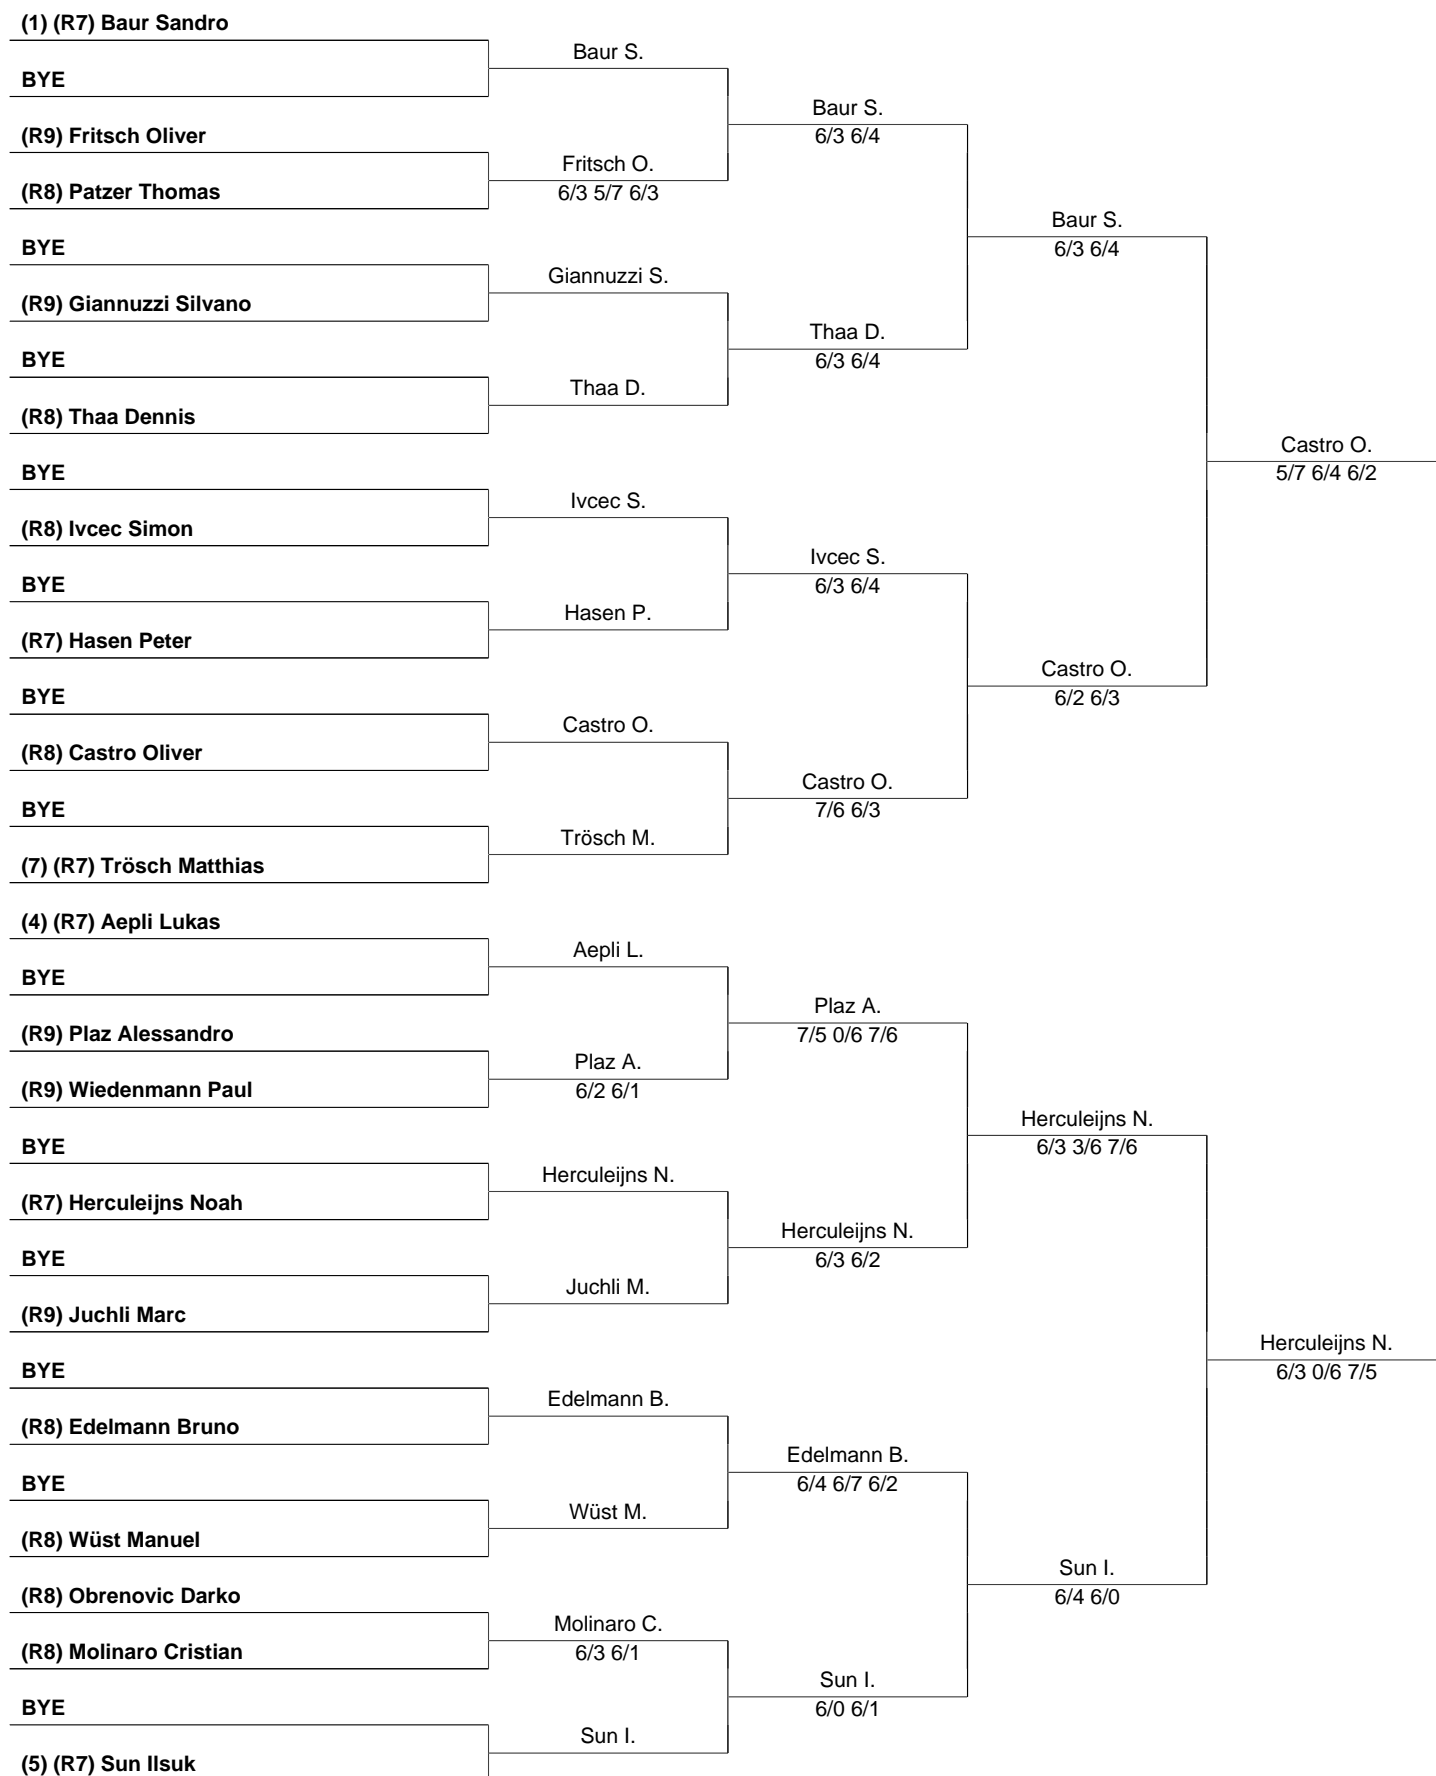 (1) (R7) Baur Sandro
Baur S.
BYE
Baur S.
6/3 6/4
(R9) Fritsch Oliver
Fritsch O.
6/3 5/7 6/3
(R8) Patzer Thomas
Baur S.
6/3 6/4
BYE
Giannuzzi S.
(R9) Giannuzzi Silvano
Thaa D.
6/3 6/4
BYE
Thaa D.
(R8) Thaa Dennis
Castro O.
5/7 6/4 6/2
BYE
Ivcec S.
(R8) Ivcec Simon
Ivcec S.
6/3 6/4
BYE
Hasen P.
(R7) Hasen Peter
Castro O.
6/2 6/3
BYE
Castro O.
(R8) Castro Oliver
Castro O.
7/6 6/3
BYE
Trösch M.
(7) (R7) Trösch Matthias
(4) (R7) Aepli Lukas
Aepli L.
BYE
Plaz A.
7/5 0/6 7/6
(R9) Plaz Alessandro
Plaz A.
6/2 6/1
(R9) Wiedenmann Paul
Herculeijns N.
6/3 3/6 7/6
BYE
Herculeijns N.
(R7) Herculeijns Noah
Herculeijns N.
6/3 6/2
BYE
Juchli M.
(R9) Juchli Marc
Herculeijns N.
6/3 0/6 7/5
BYE
Edelmann B.
(R8) Edelmann Bruno
Edelmann B.
6/4 6/7 6/2
BYE
Wüst M.
(R8) Wüst Manuel
Sun I.
6/4 6/0
(R8) Obrenovic Darko
Molinaro C.
6/3 6/1
(R8) Molinaro Cristian
Sun I.
6/0 6/1
BYE
Sun I.
(5) (R7) Sun Ilsuk